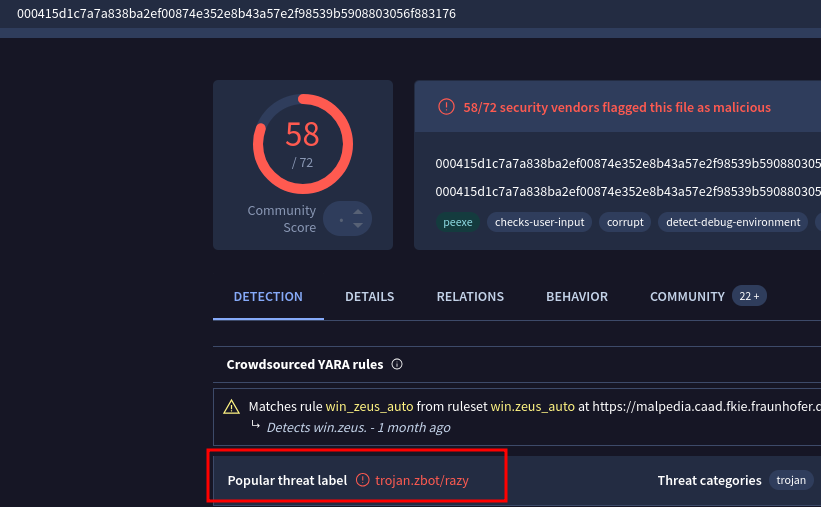 000415d1c7a7a838ba2ef00874e352e8b43a57e2f98539b5908803056f883176
58
/ 72
Community
Score
58/72 security vendors flagged this file as malicious
000415d1c7a7a838ba2ef00874e352e8b43a57e2f98539b590880305
000415d1c7a7a838ba2ef00874e352e8b43a57e2f98539b590880305
peexe checks-user-input corrupt detect-debug-environment
DETECTION DETAILS RELATIONS BEHAVIOR COMMUNITY 22 +
Crowdsourced YARA rules
Matches rule win_zeus_auto from ruleset win.zeus_auto at https://malpedia.caad.fkie.fraunhofer.d
↳ Detects win.zeus. - 1 month ago
Popular threat label trojan.zbot/razy Threat categories trojan